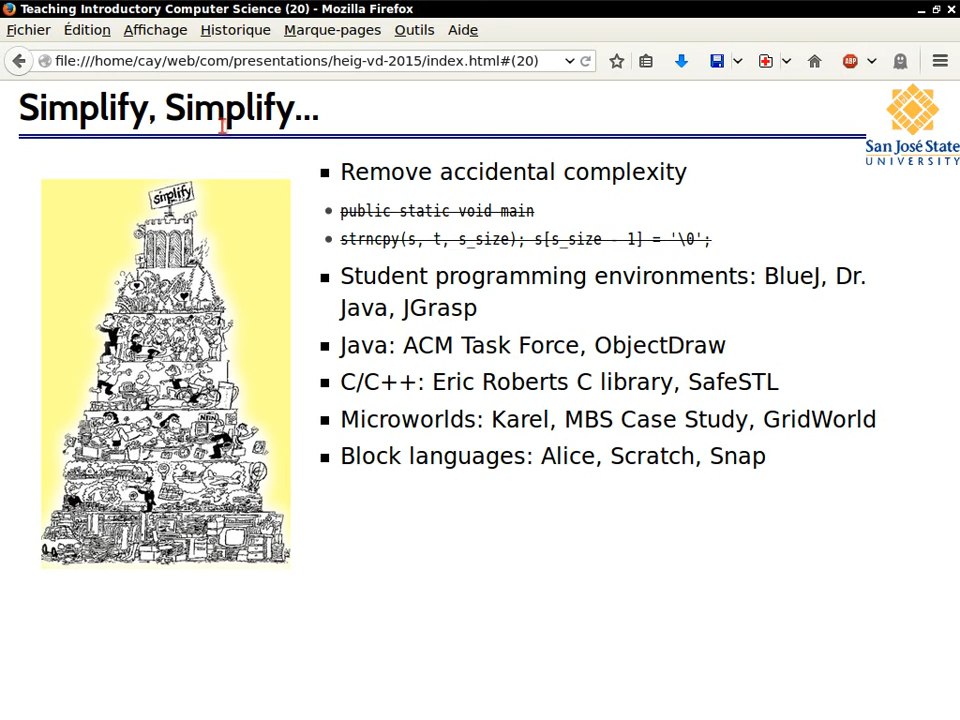 Teaching Introductory Computer Science (20) - Mozilla Firefox
Fichier Édition Affichage Historique Marque-pages Outils Aide
file:///home/cay/web/com/presentations/heig-vd-2015/index.html#(20)
ABP
Simplify, Simplify...
San José State
UNIVERSITY
simplify
Remove accidental complexity
public static void main
strncpy(s, t, s_size); s[s_size - 1] = '\0';
Student programming environments: BlueJ, Dr.
Java, JGrasp
Java: ACM Task Force, ObjectDraw
C/C++: Eric Roberts C library, SafeSTL
Microworlds: Karel, MBS Case Study, GridWorld
Block languages: Alice, Scratch, Snap